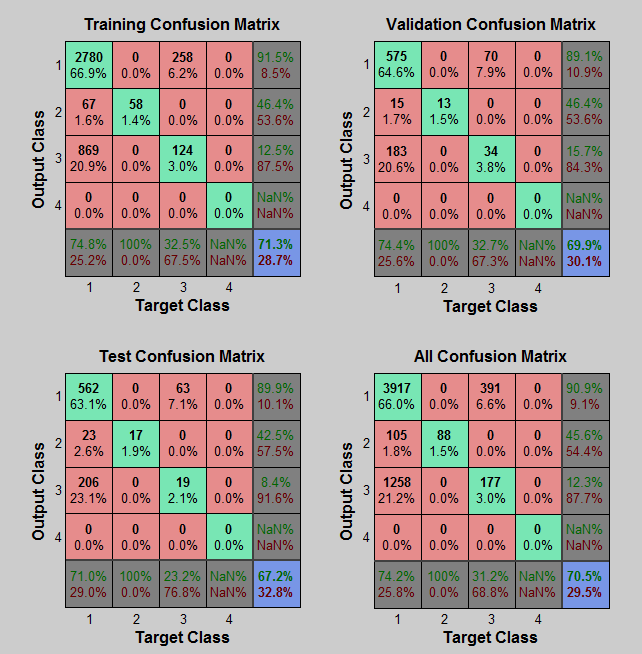 Training Confusion Matrix
Output Class
1
2780 0 258 0 91.5%
66.9% 0.0% 6.2% 0.0% 8.5%
2
67 58 0 0 46.4%
1.6% 1.4% 0.0% 0.0% 53.6%
3
869 0 124 0 12.5%
20.9% 0.0% 3.0% 0.0% 87.5%
4
0 0 0 0 NaN%
0.0% 0.0% 0.0% 0.0% NaN%
74.8% 100% 32.5% NaN% 71.3%
25.2% 0.0% 67.5% NaN% 28.7%
1 2 3 4
Target Class
Validation Confusion Matrix
Output Class
1
575 0 70 0 89.1%
64.6% 0.0% 7.9% 0.0% 10.9%
2
15 13 0 0 46.4%
1.7% 1.5% 0.0% 0.0% 53.6%
3
183 0 34 0 15.7%
20.6% 0.0% 3.8% 0.0% 84.3%
4
0 0 0 0 NaN%
0.0% 0.0% 0.0% 0.0% NaN%
74.4% 100% 32.7% NaN% 69.9%
25.6% 0.0% 67.3% NaN% 30.1%
1 2 3 4
Target Class
Test Confusion Matrix
Output Class
1
562 0 63 0 89.9%
63.1% 0.0% 7.1% 0.0% 10.1%
2
23 17 0 0 42.5%
2.6% 1.9% 0.0% 0.0% 57.5%
3
206 0 19 0 8.4%
23.1% 0.0% 2.1% 0.0% 91.6%
4
0 0 0 0 NaN%
0.0% 0.0% 0.0% 0.0% NaN%
71.0% 100% 23.2% NaN% 67.2%
29.0% 0.0% 76.8% NaN% 32.8%
1 2 3 4
Target Class
All Confusion Matrix
Output Class
1
3917 0 391 0 90.9%
66.0% 0.0% 6.6% 0.0% 9.1%
2
105 88 0 0 45.6%
1.8% 1.5% 0.0% 0.0% 54.4%
3
1258 0 177 0 12.3%
21.2% 0.0% 3.0% 0.0% 87.7%
4
0 0 0 0 NaN%
0.0% 0.0% 0.0% 0.0% NaN%
74.2% 100% 31.2% NaN% 70.5%
25.8% 0.0% 68.8% NaN% 29.5%
1 2 3 4
Target Class